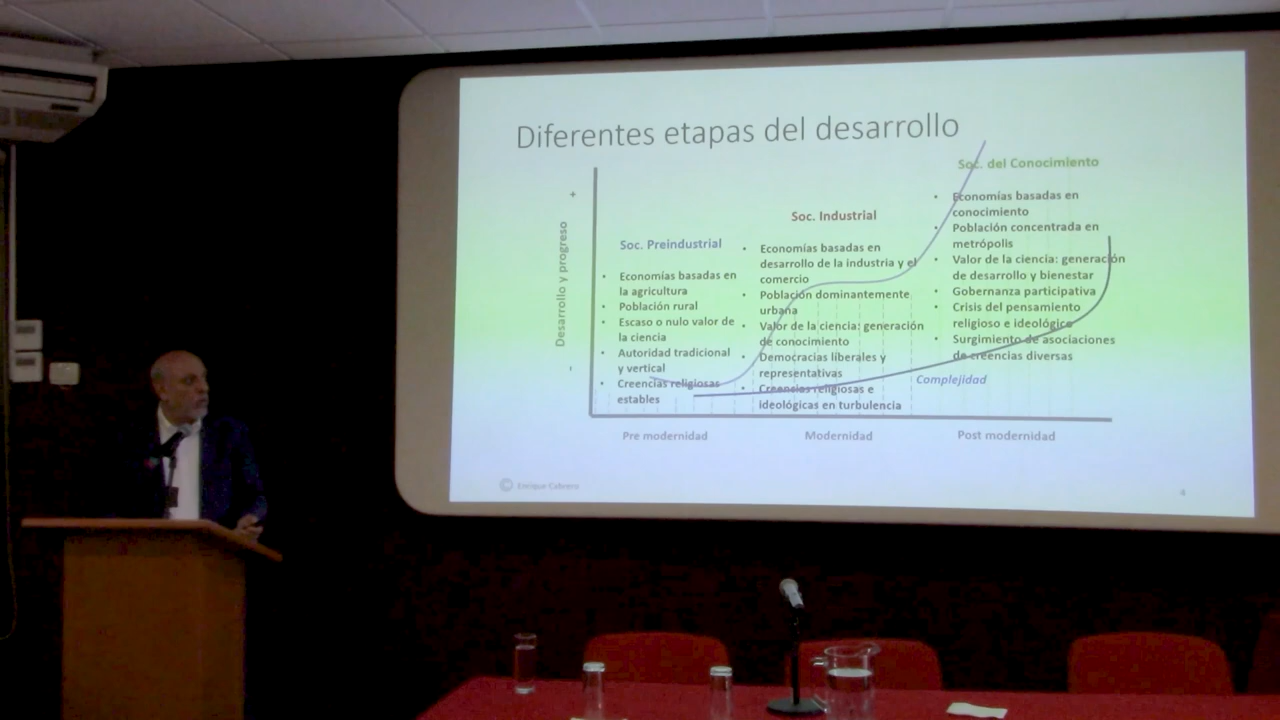 Diferentes etapas del desarrollo
+
Desarrollo y progreso
-
Soc. Preindustrial
• Economías basadas en
la agricultura
• Población rural
• Escaso o nulo valor de
la ciencia
• Autoridad tradicional
y vertical
• Creencias religiosas
estables
Soc. Industrial
• Economías basadas en
desarrollo de la industria y el
comercio
• Población dominantemente
urbana
• Valor de la ciencia: generación
de conocimiento
• Democracias liberales y
representativas
• Creencias religiosas e
ideológicas en turbulencia
Soc. del Conocimiento
• Economías basadas en
conocimiento
• Población concentrada en
metrópolis
• Valor de la ciencia: generación
de desarrollo y bienestar
• Gobernanza participativa
• Crisis del pensamiento
religioso e ideológico
• Surgimiento de asociaciones
de creencias diversas
Complejidad
Pre modernidad
Modernidad
Post modernidad
© Enrique Cabrero
4